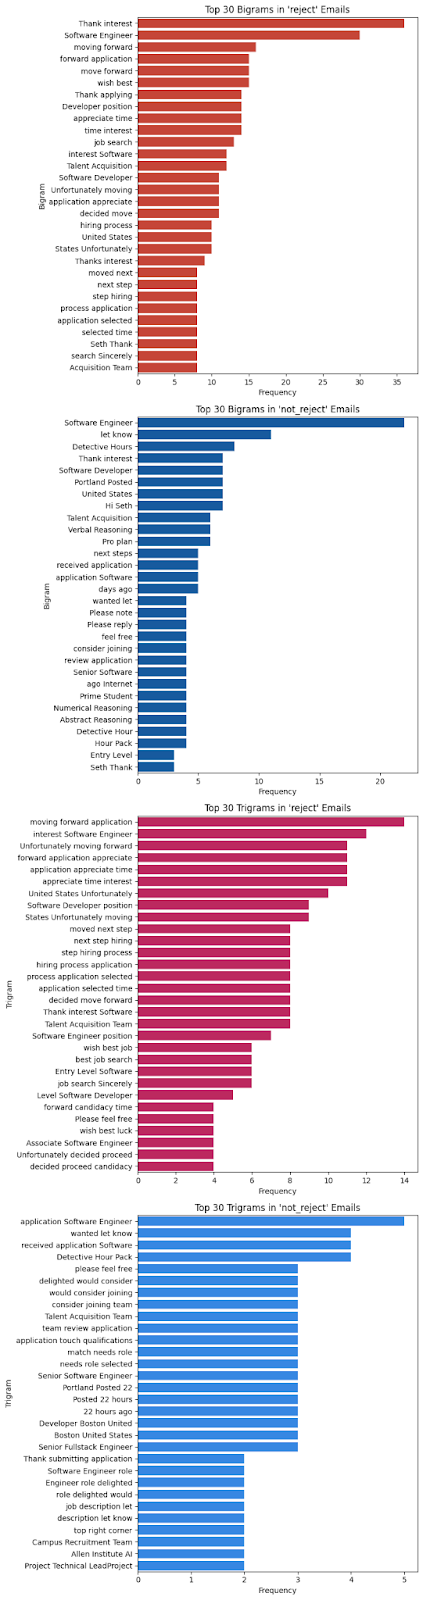 Top 30 Bigrams in 'reject' Emails
Thank interest
Software Engineer
moving forward
forward application
move forward
wish best
Thank applying
Developer position
appreciate time
time interest
job search
interest Software
Talent Acquisition
Software Developer
Unfortunately moving
application appreciate
decided move
hiring process
United States
States Unfortunately
Thanks interest
moved next
next step
step hiring
process application
application selected
selected time
Seth Thank
search Sincerely
Acquisition Team
Bigram
0 5 10 15 20 25 30 35
Frequency
Top 30 Bigrams in 'not_reject' Emails
Software Engineer
let know
Detective Hours
Thank interest
Software Developer
Portland Posted
United States
Hi Seth
Talent Acquisition
Verbal Reasoning
Pro plan
next steps
received application
application Software
days ago
wanted let
Please note
Please reply
feel free
consider joining
review application
Senior Software
ago Internet
Prime Student
Numerical Reasoning
Abstract Reasoning
Detective Hour
Hour Pack
Entry Level
Seth Thank
Bigram
0 5 10 15 20
Frequency
Top 30 Trigrams in 'reject' Emails
moving forward application
interest Software Engineer
Unfortunately moving forward
forward application appreciate
application appreciate time
appreciate time interest
United States Unfortunately
Software Developer position
States Unfortunately moving
moved next step
next step hiring
step hiring process
hiring process application
process application selected
application selected time
decided move forward
Thank interest Software
Talent Acquisition Team
Software Engineer position
wish best job
best job search
Entry Level Software
job search Sincerely
Level Software Developer
forward candidacy time
Please feel free
wish best luck
Associate Software Engineer
Unfortunately decided proceed
decided proceed candidacy
Trigram
0 2 4 6 8 10 12 14
Frequency
Top 30 Trigrams in 'not_reject' Emails
application Software Engineer
wanted let know
received application Software
Detective Hour Pack
please feel free
delighted would consider
would consider joining
consider joining team
Talent Acquisition Team
team review application
application touch qualifications
match needs role
needs role selected
Senior Software Engineer
Portland Posted 22
Posted 22 hours
22 hours ago
Developer Boston United
Boston United States
Senior Fullstack Engineer
Thank submitting application
Software Engineer role
Engineer role delighted
role delighted would
job description let
description let know
top right corner
Campus Recruitment Team
Allen Institute AI
Project Technical LeadProject
Trigram
0 1 2 3 4 5
Frequency